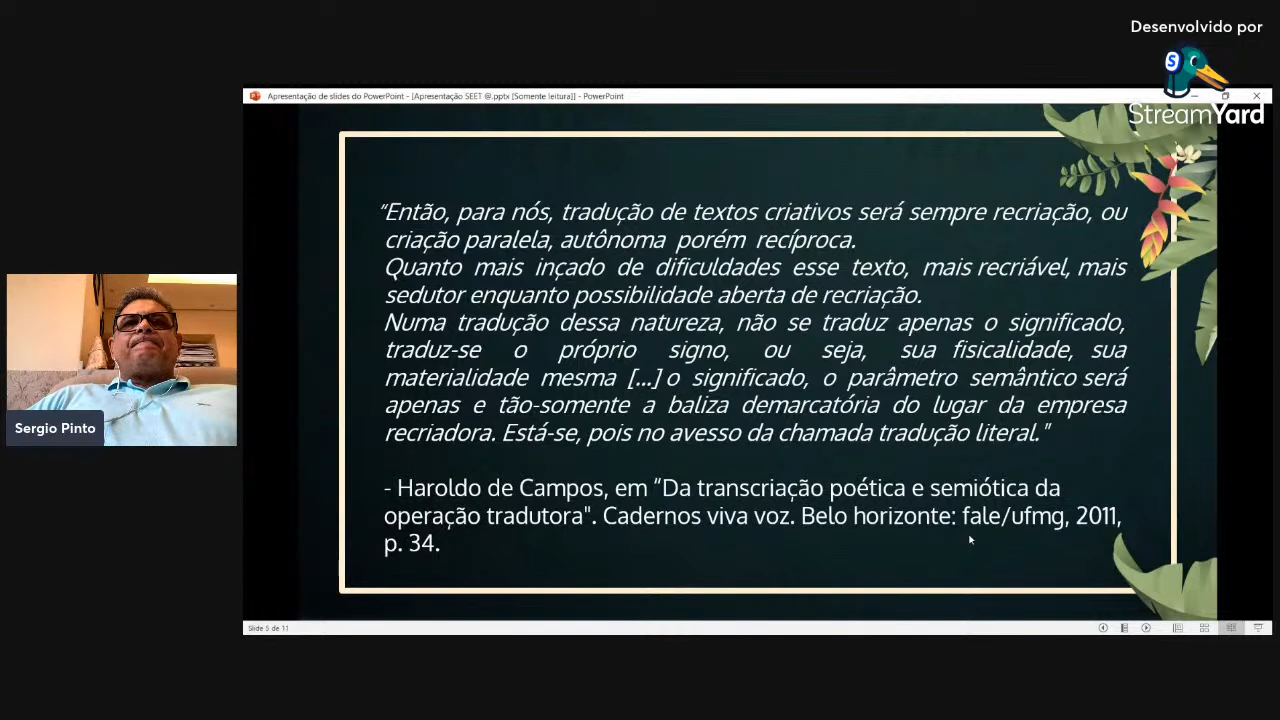 Desenvolvido por
StreamYard
Apresentação de slides do PowerPoint - [Apresentação SEET @.pptx [Somente leitura]] - PowerPoint
“Então, para nós, tradução de textos criativos será sempre recriação, ou
criação paralela, autônoma porém recíproca.
Quanto mais inçado de dificuldades esse texto, mais recriável, mais
sedutor enquanto possibilidade aberta de recriação.
Numa tradução dessa natureza, não se traduz apenas o significado,
traduz-se o próprio signo, ou seja, sua fisicalidade, sua
materialidade mesma [...] o significado, o parâmetro semântico será
apenas e tão-somente a baliza demarcatória do lugar da empresa
recriadora. Está-se, pois no avesso da chamada tradução literal."
- Haroldo de Campos, em “Da transcriação poética e semiótica da
operação tradutora". Cadernos viva voz. Belo horizonte: fale/ufmg, 2011,
p. 34.
Sergio Pinto
Slide 5 de 11